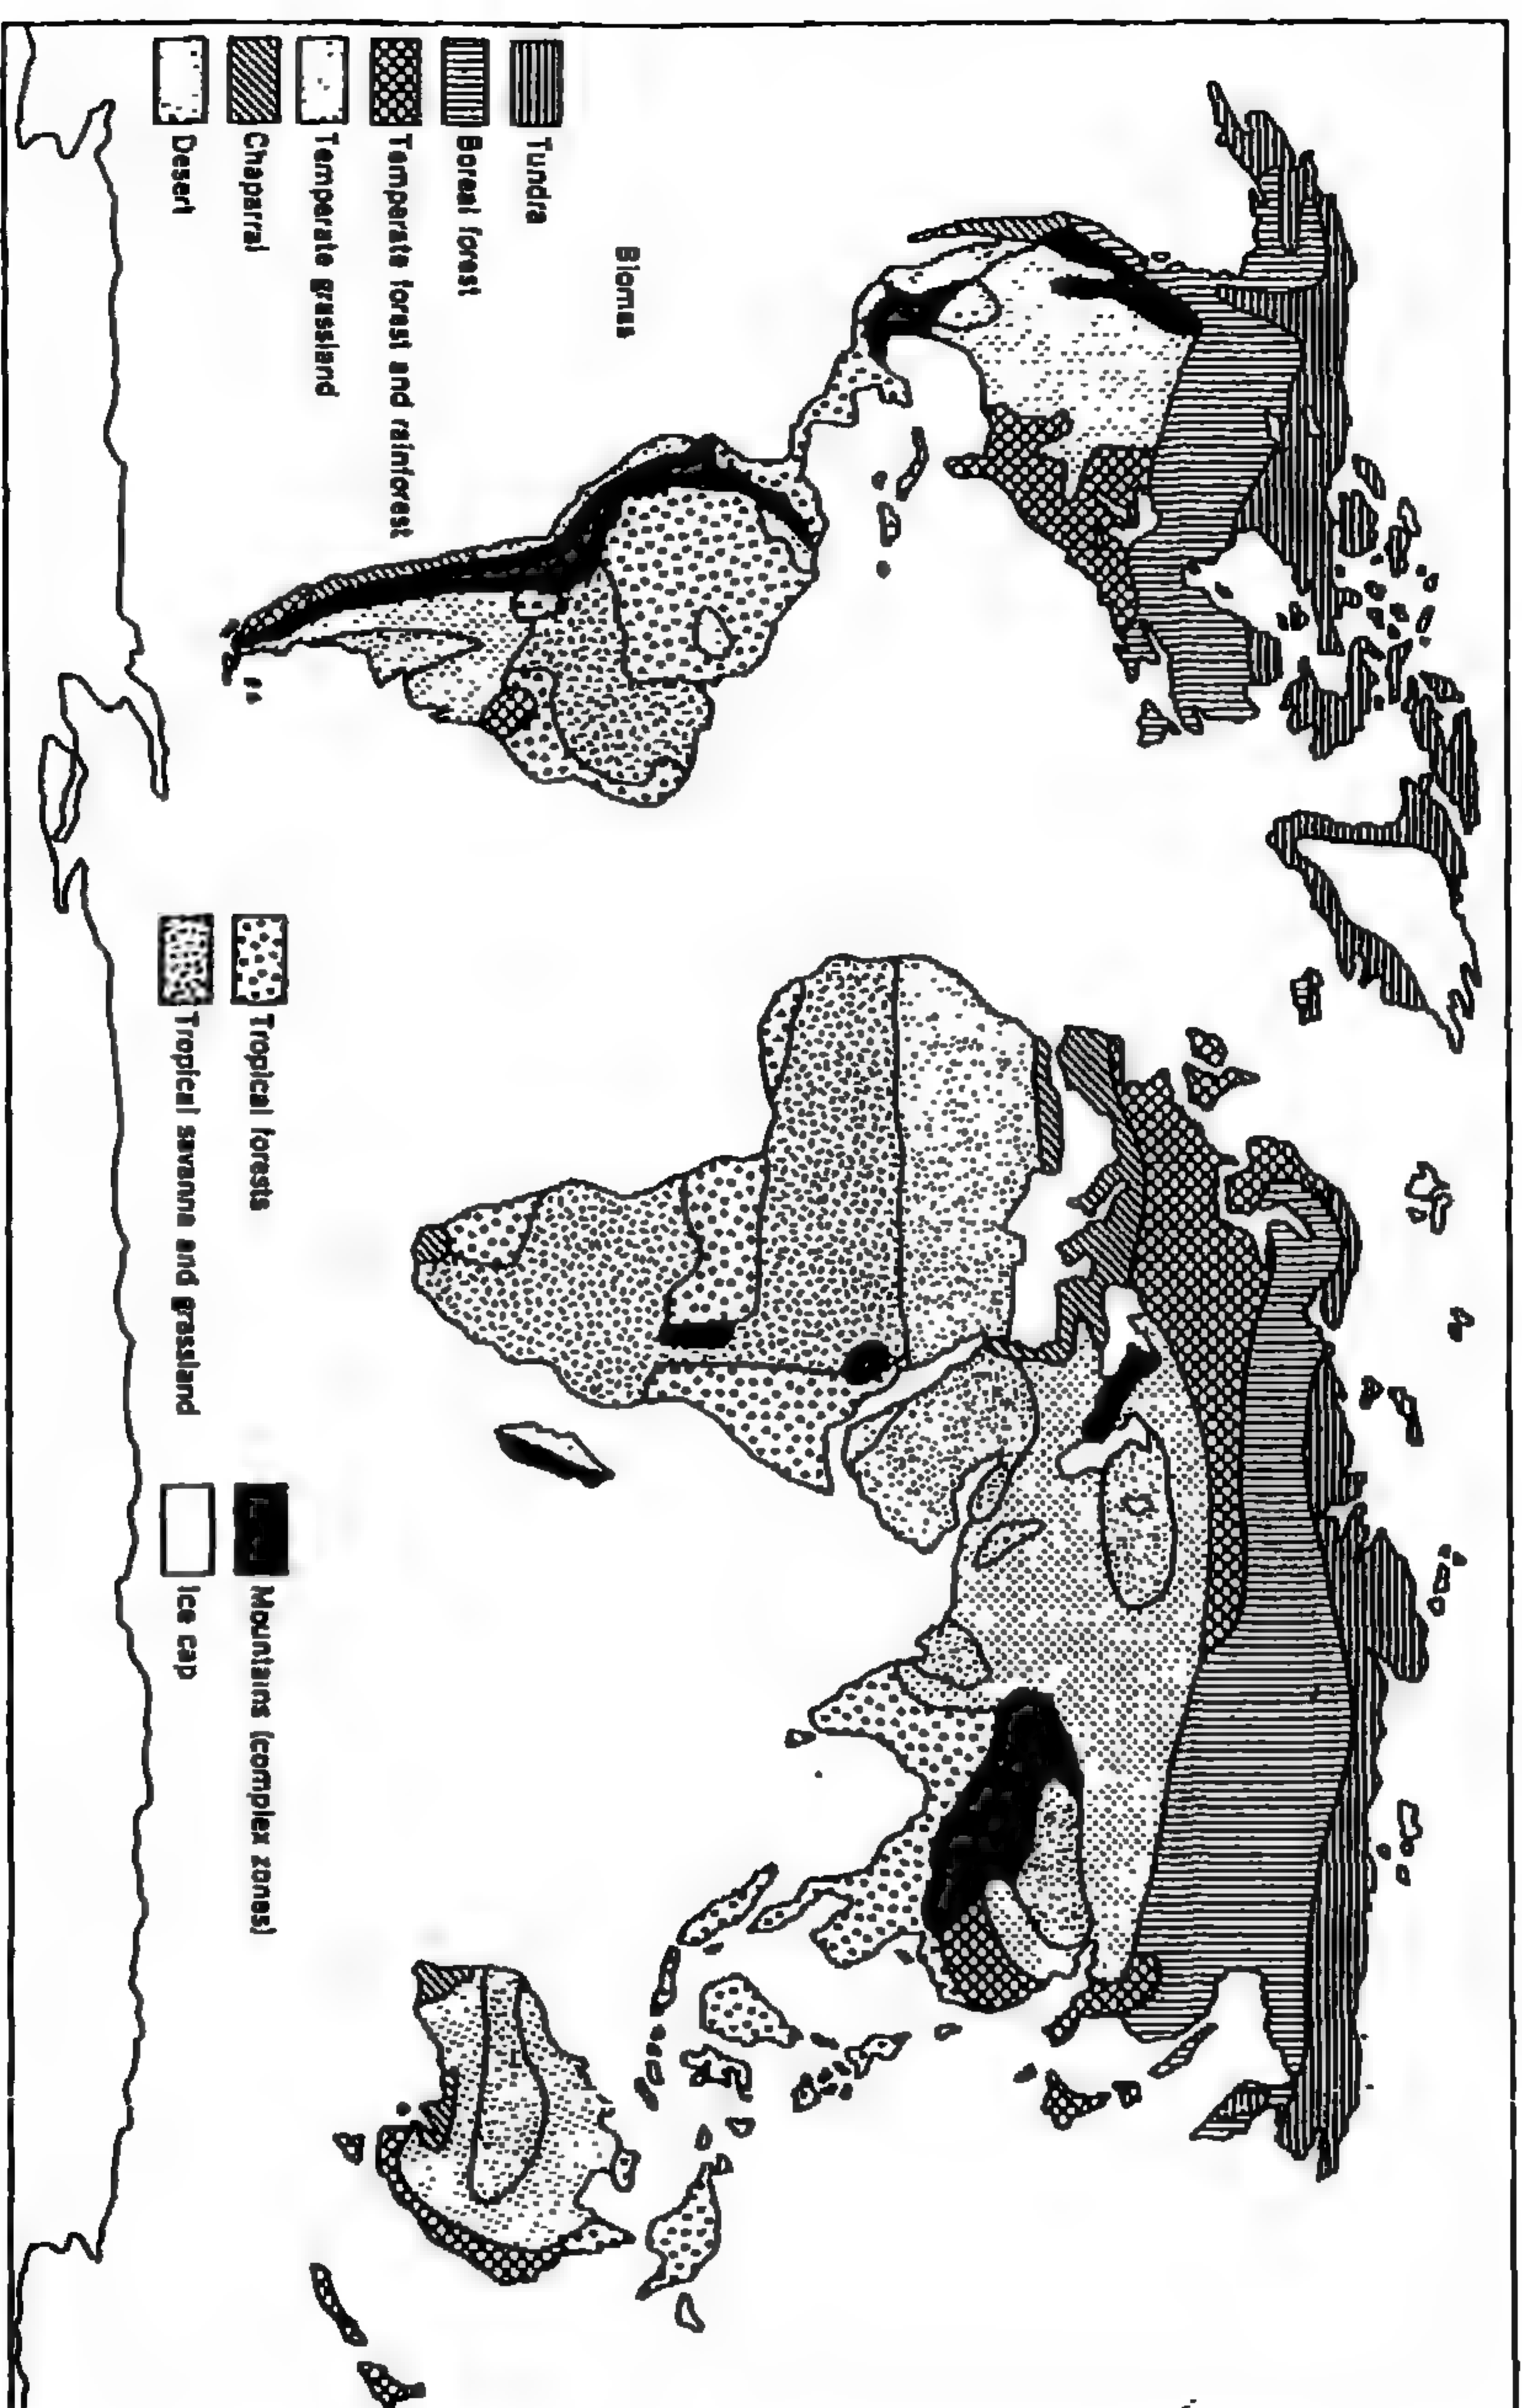 Biomes
Tundra
Boreal forest
Temperate forest and rainforest
Temperate grassland
Chaparral
Desert
Tropical forests
Tropical savanna and grassland
Mountains (complex zones)
Ice cap